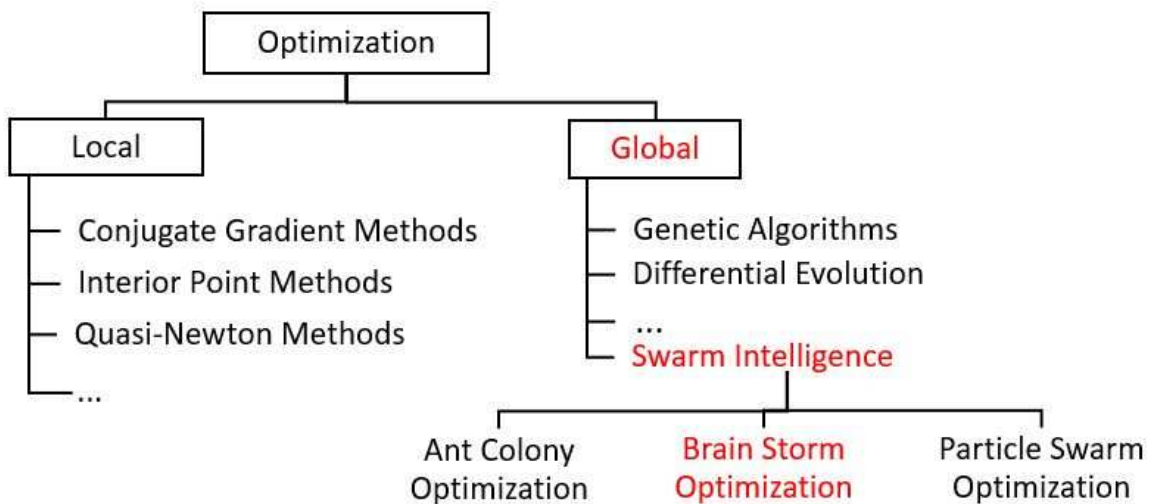 Optimization
Local
Global
Conjugate Gradient Methods
Interior Point Methods
Quasi-Newton Methods
...
Genetic Algorithms
Differential Evolution
...
Swarm Intelligence
Ant Colony
Optimization
Brain Storm
Optimization
Particle Swarm
Optimization